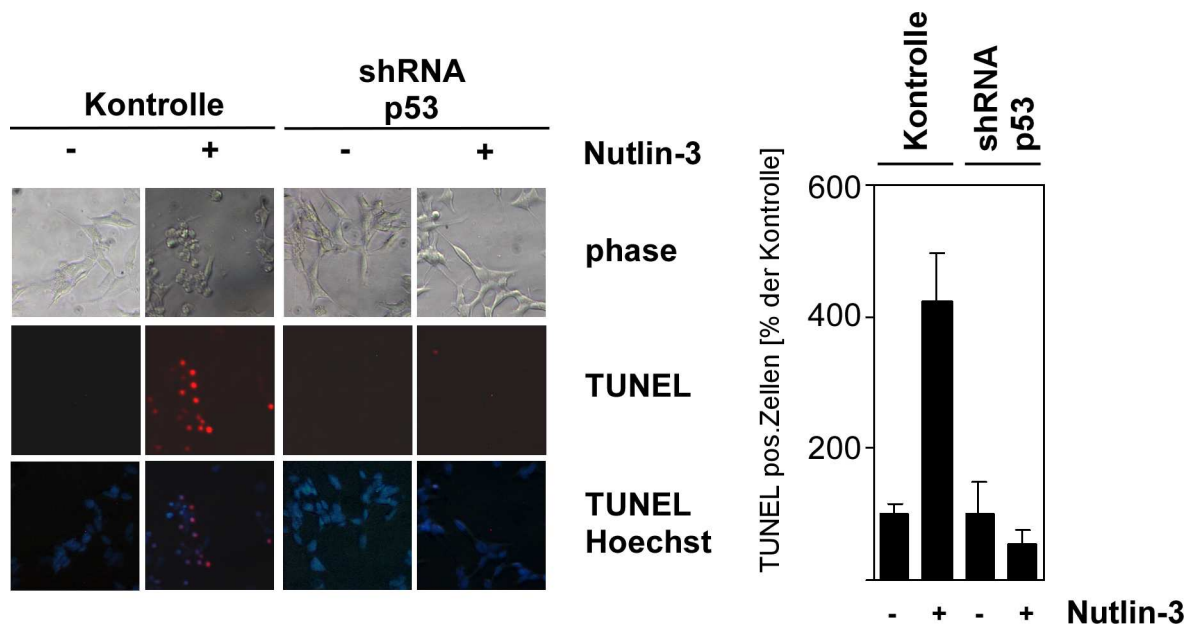 Kontrolle
shRNA
p53
- + - +
Nutlin-3
phase
TUNEL
TUNEL
Hoechst
Kontrolle
shRNA
p53
TUNEL pos.Zellen [% der Kontrolle]
600
400
200
- + - + Nutlin-3